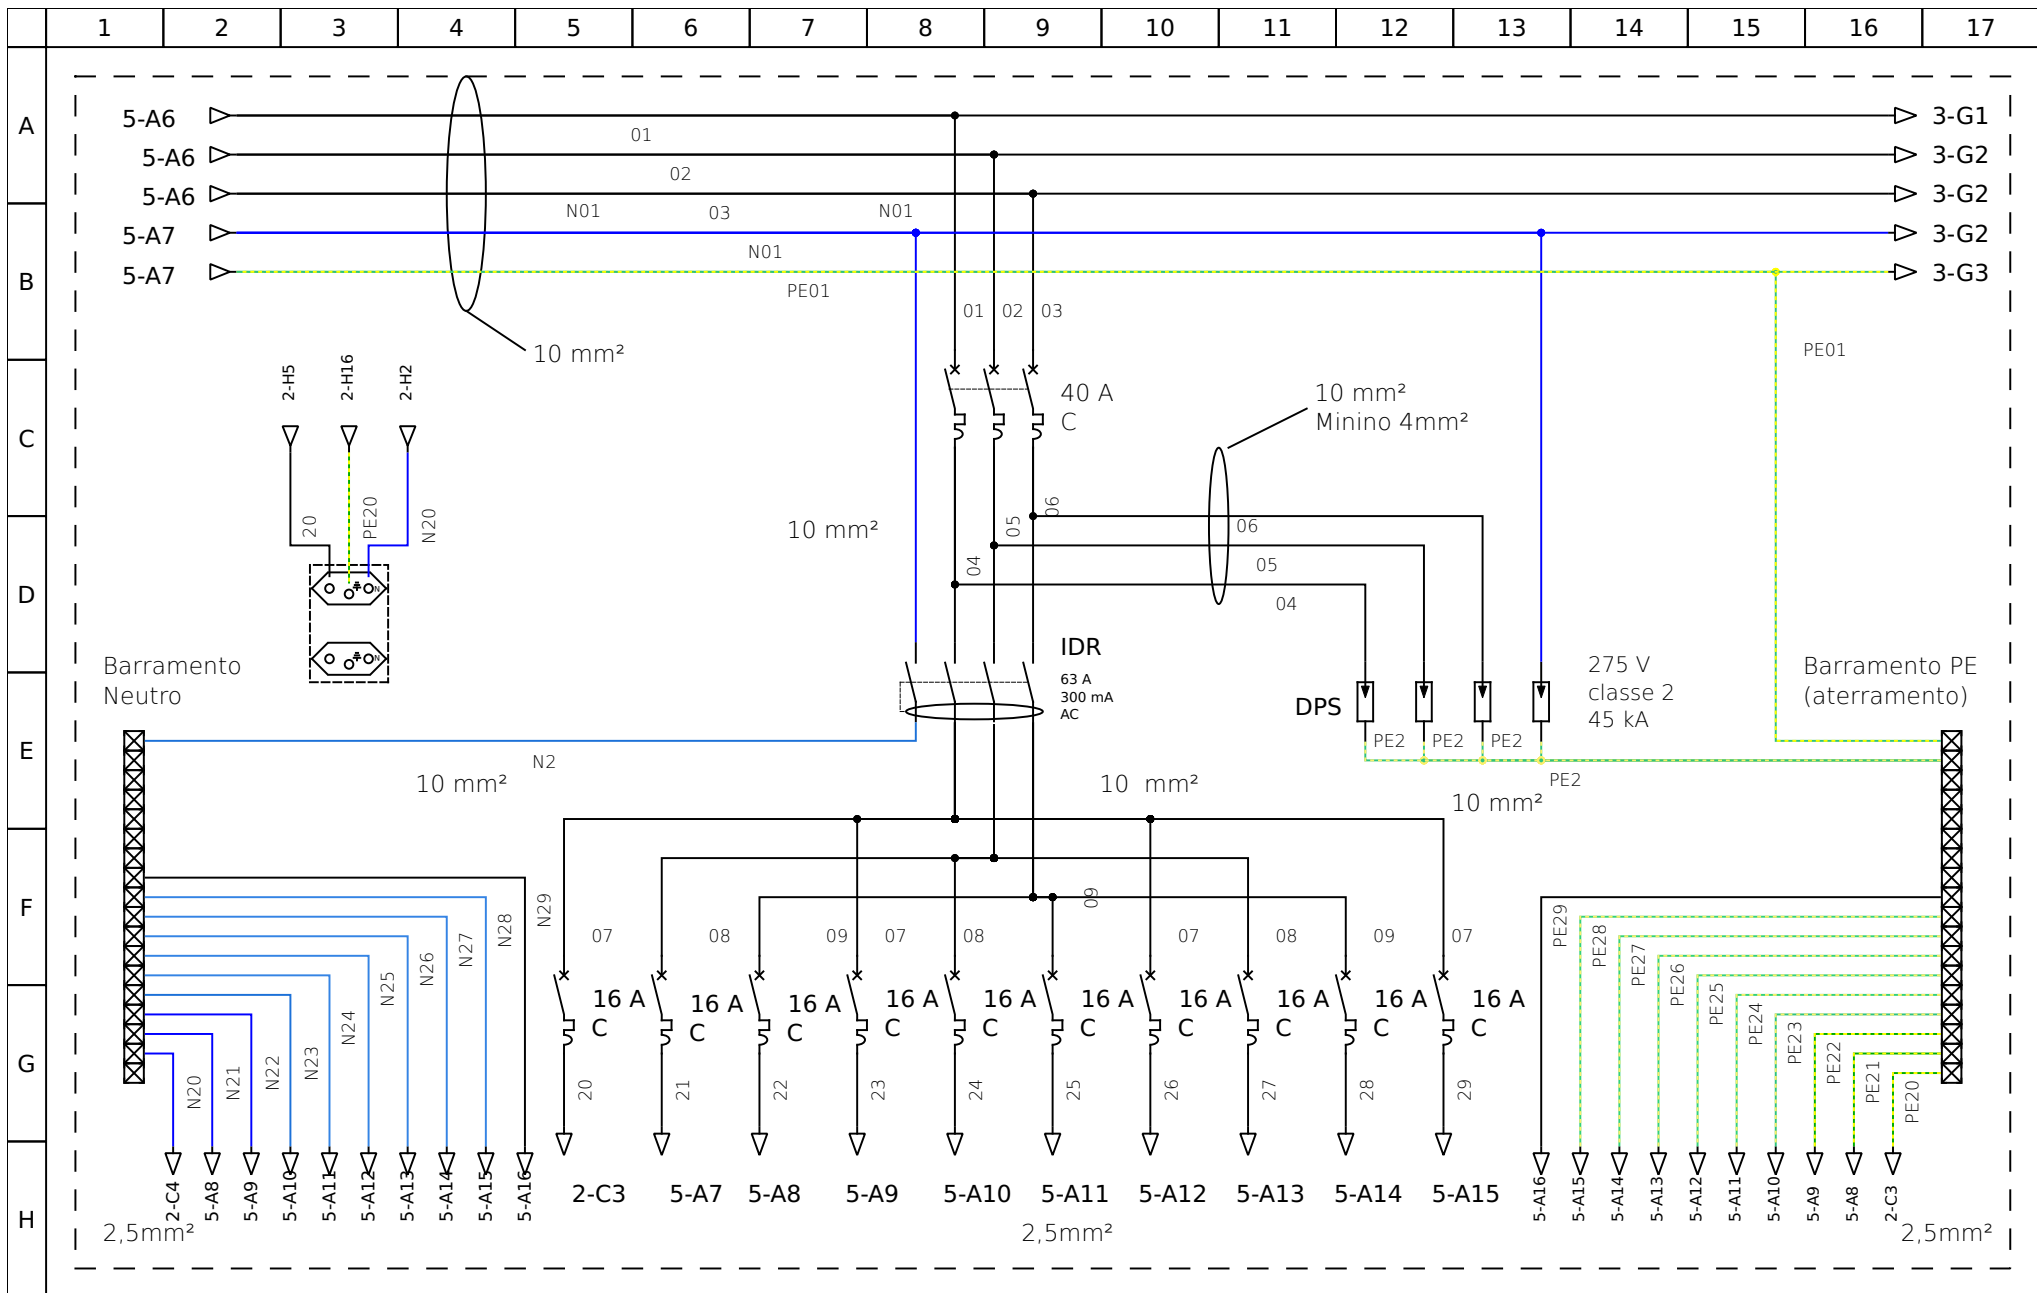 1 2 3 4 5 6 7 8 9 10 11 12 13 14 15 16 17
A
5-A6
01
3-G1
5-A6
02
3-G2
5-A6
N01 03 N01
3-G2
5-A7
N01
3-G2
B
5-A7
PE01
3-G3
01 02 03
10 mm²
PE01
2-H5 2-H16 2-H2
40 A
C
10 mm²
Minino 4mm²
C
20 PE20 N20
10 mm²
04 05 06
06
05
04
D
N
N
IDR
63 A
300 mA
AC
Barramento
Neutro
DPS
275 V
classe 2
45 kA
Barramento PE
(aterramento)
E
N2
PE2 PE2 PE2
PE2
10 mm²
10 mm²
10 mm²
F
09
N29 N28 N27 N26 N25 N24 N23 N22 N21 N20
07 08 09 07 08 07 08 09 07
PE29 PE28 PE27 PE26 PE25 PE24 PE23 PE22 PE21 PE20
16 A
C
16 A
C
16 A
C
16 A
C
16 A
C
16 A
C
16 A
C
16 A
C
16 A
C
16 A
C
G
20 21 22 23 24 25 26 27 28 29
H
2-C4 5-A8 5-A9 5-A10 5-A11 5-A12 5-A13 5-A14 5-A15 5-A16
2-C3 5-A7 5-A8 5-A9 5-A10 5-A11 5-A12 5-A13 5-A14 5-A15
5-A16 5-A15 5-A14 5-A13 5-A12 5-A11 5-A10 5-A9 5-A8 2-C3
2,5mm²
2,5mm²
2,5mm²